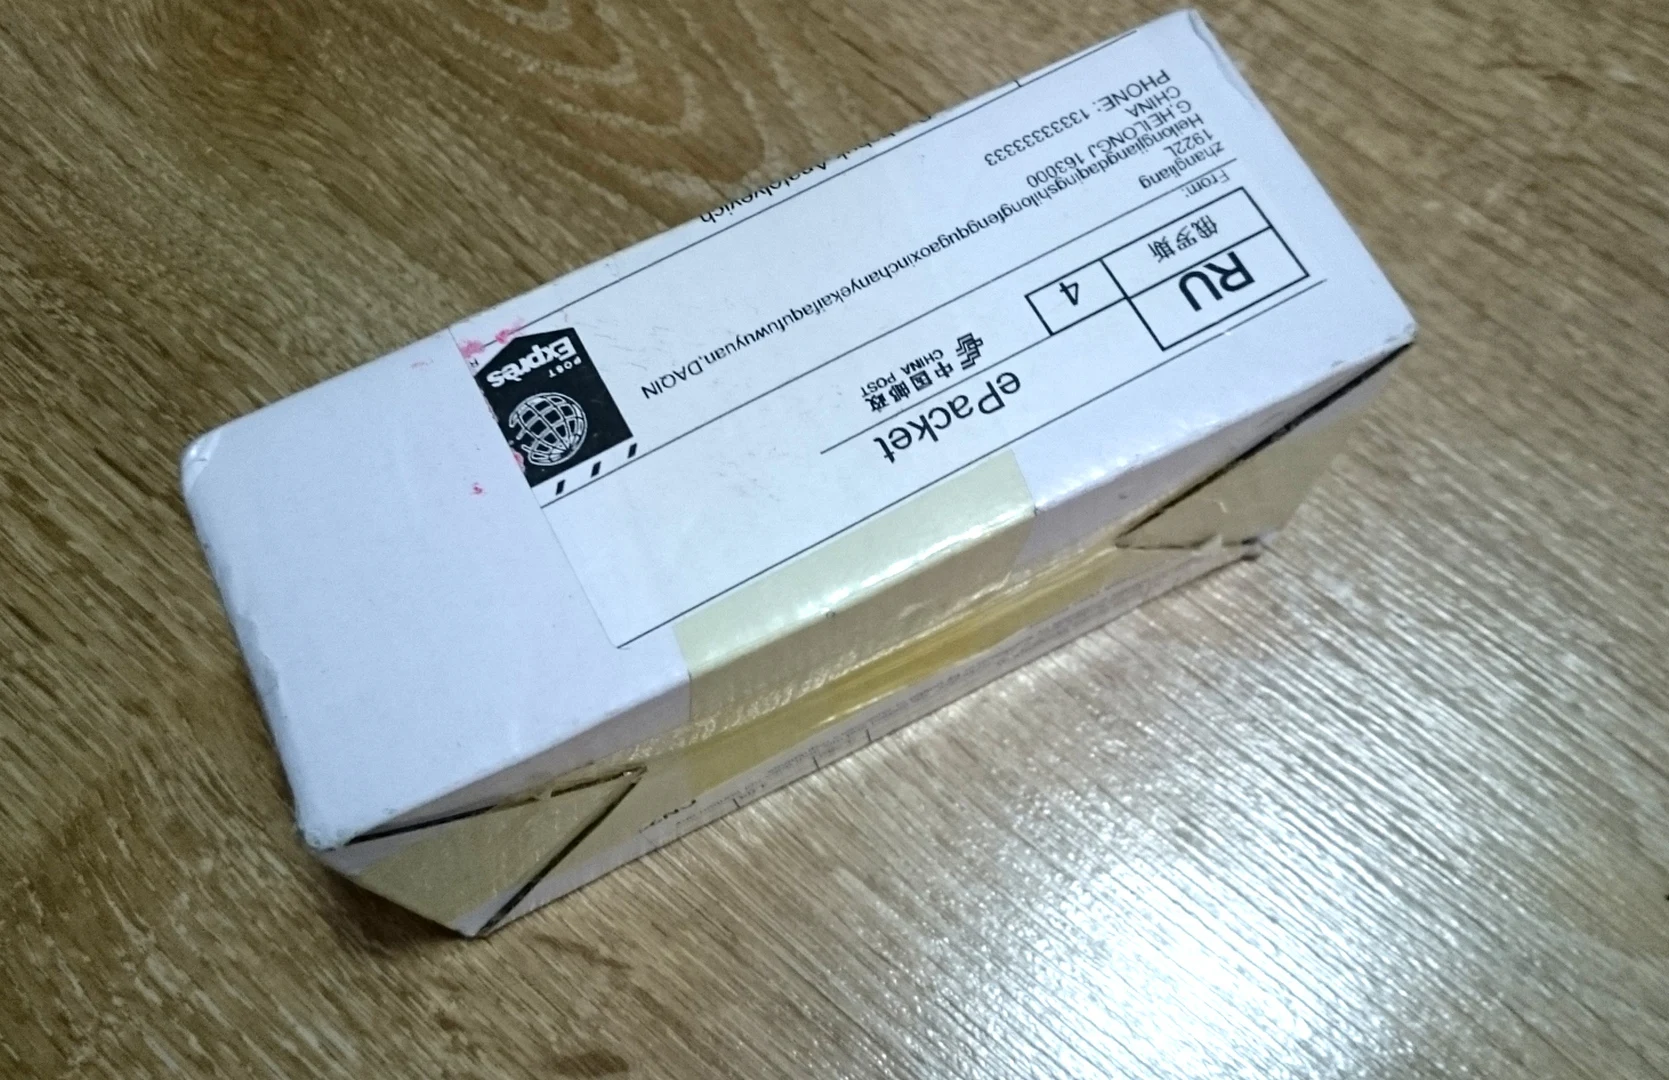 ePacket
中国邮政
CHINA POST
RU
4
俄罗斯
POST
Exprès
From:
zhangliang
1922L
Heilongjiangdaqingshilongfengqugaoxinchanyekaifaqufuwuyuan,DAQIN
G,HEILONGJ 163000
CHINA
PHONE: 13333333333